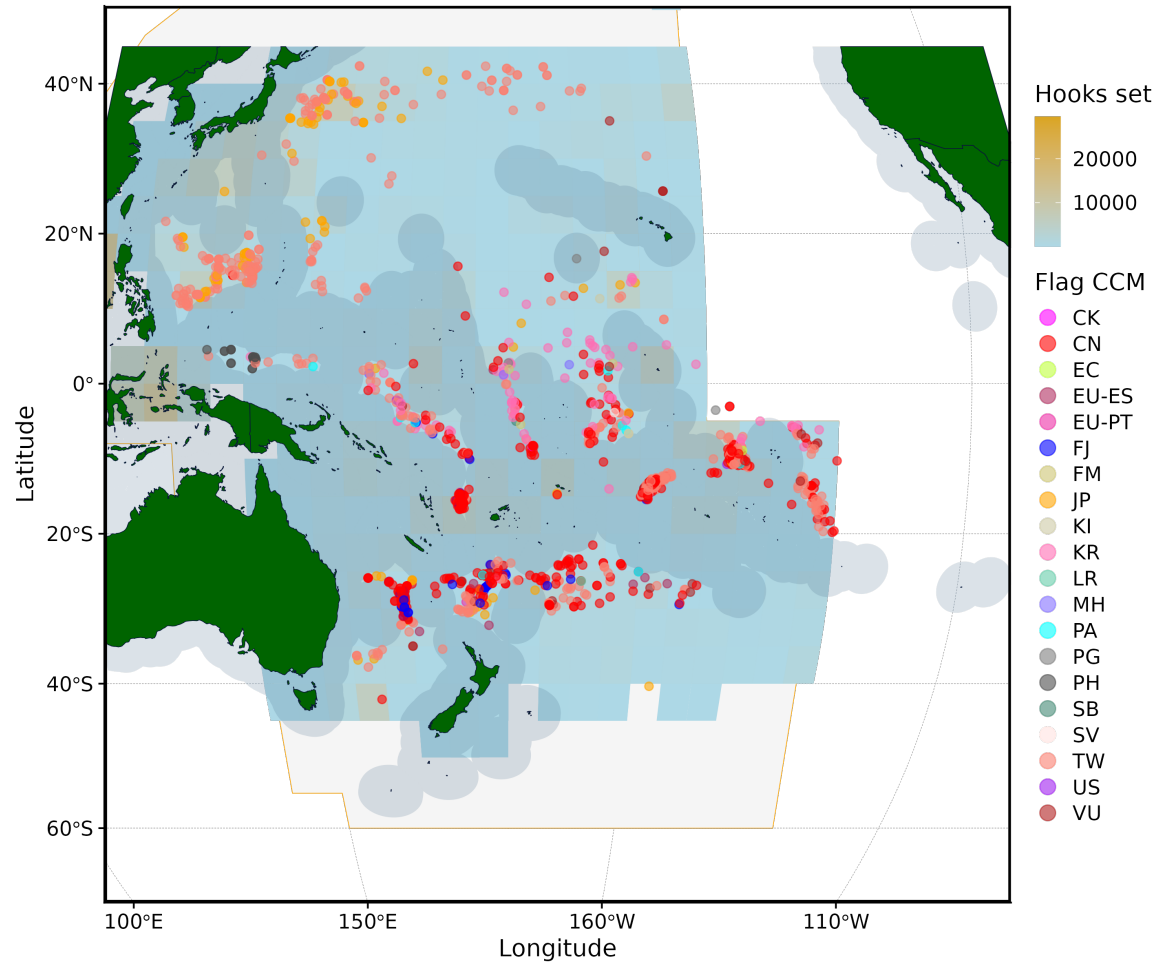 40°N
20°N
0°
20°S
40°S
60°S
Latitude
100°E
150°E
160°W
110°W
Longitude
Hooks set
20000
10000
Flag CCM
CK
CN
EC
EU-ES
EU-PT
FJ
FM
JP
KI
KR
LR
MH
PA
PG
PH
SB
SV
TW
US
VU